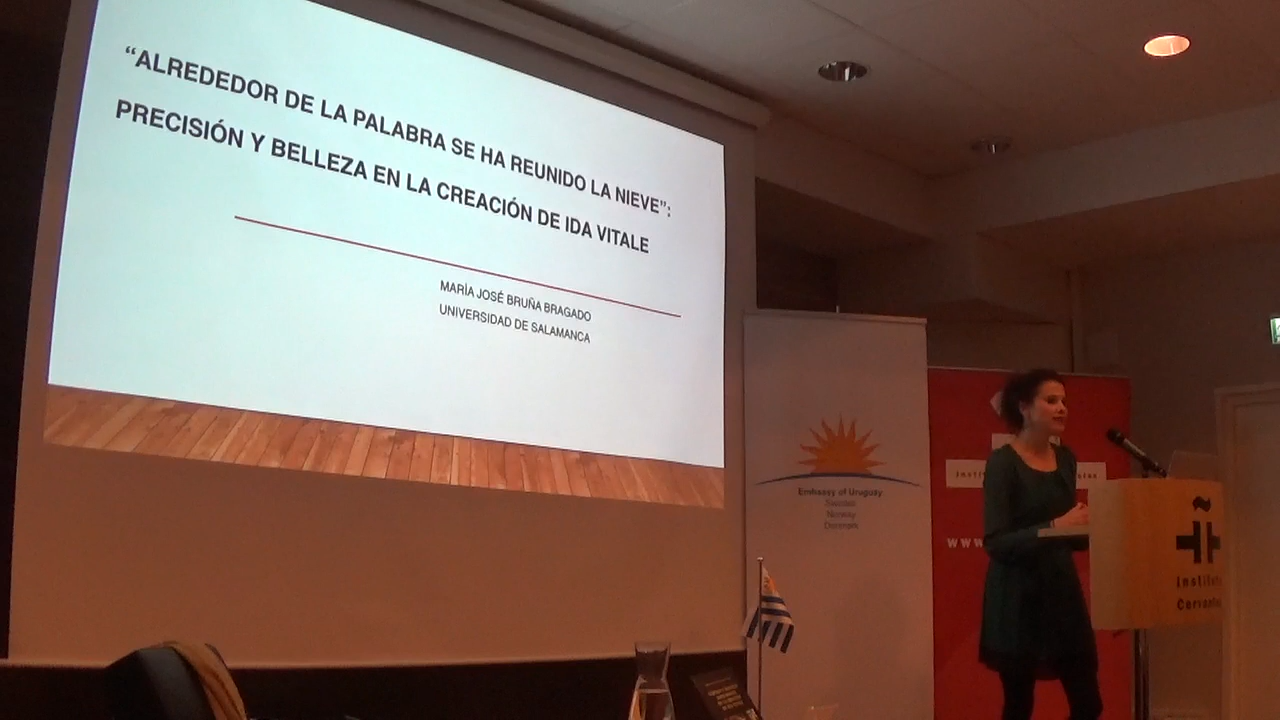 “ALREDEDOR DE LA PALABRA SE HA REUNIDO LA NIEVE”:
PRECISIÓN Y BELLEZA EN LA CREACIÓN DE IDA VITALE
MARÍA JOSÉ BRUÑA BRAGADO
UNIVERSIDAD DE SALAMANCA
Embassy of Uruguay
Sweden
Norway
Denmark
www
Instituto
Cervantes